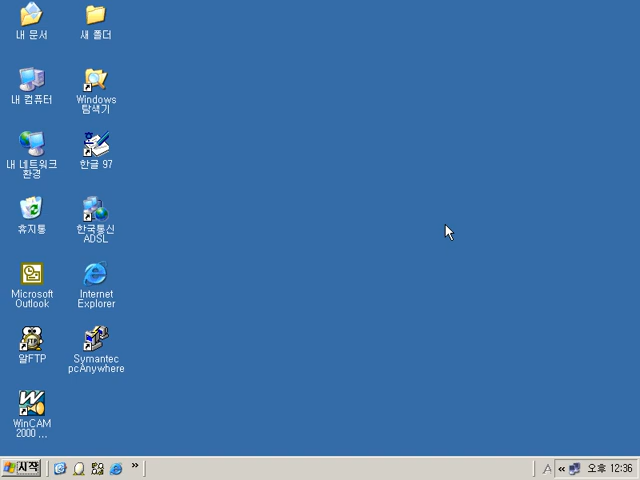 내 문서
새 폴더
내 컴퓨터
Windows
탐색기
내 네트워크
환경
한글 97
휴지통
한국통신
ADSL
Microsoft
Outlook
Internet
Explorer
알FTP
Symantec
pcAnywhere
WinCAM
2000 ...
시작
»
A
«
오후 12:36